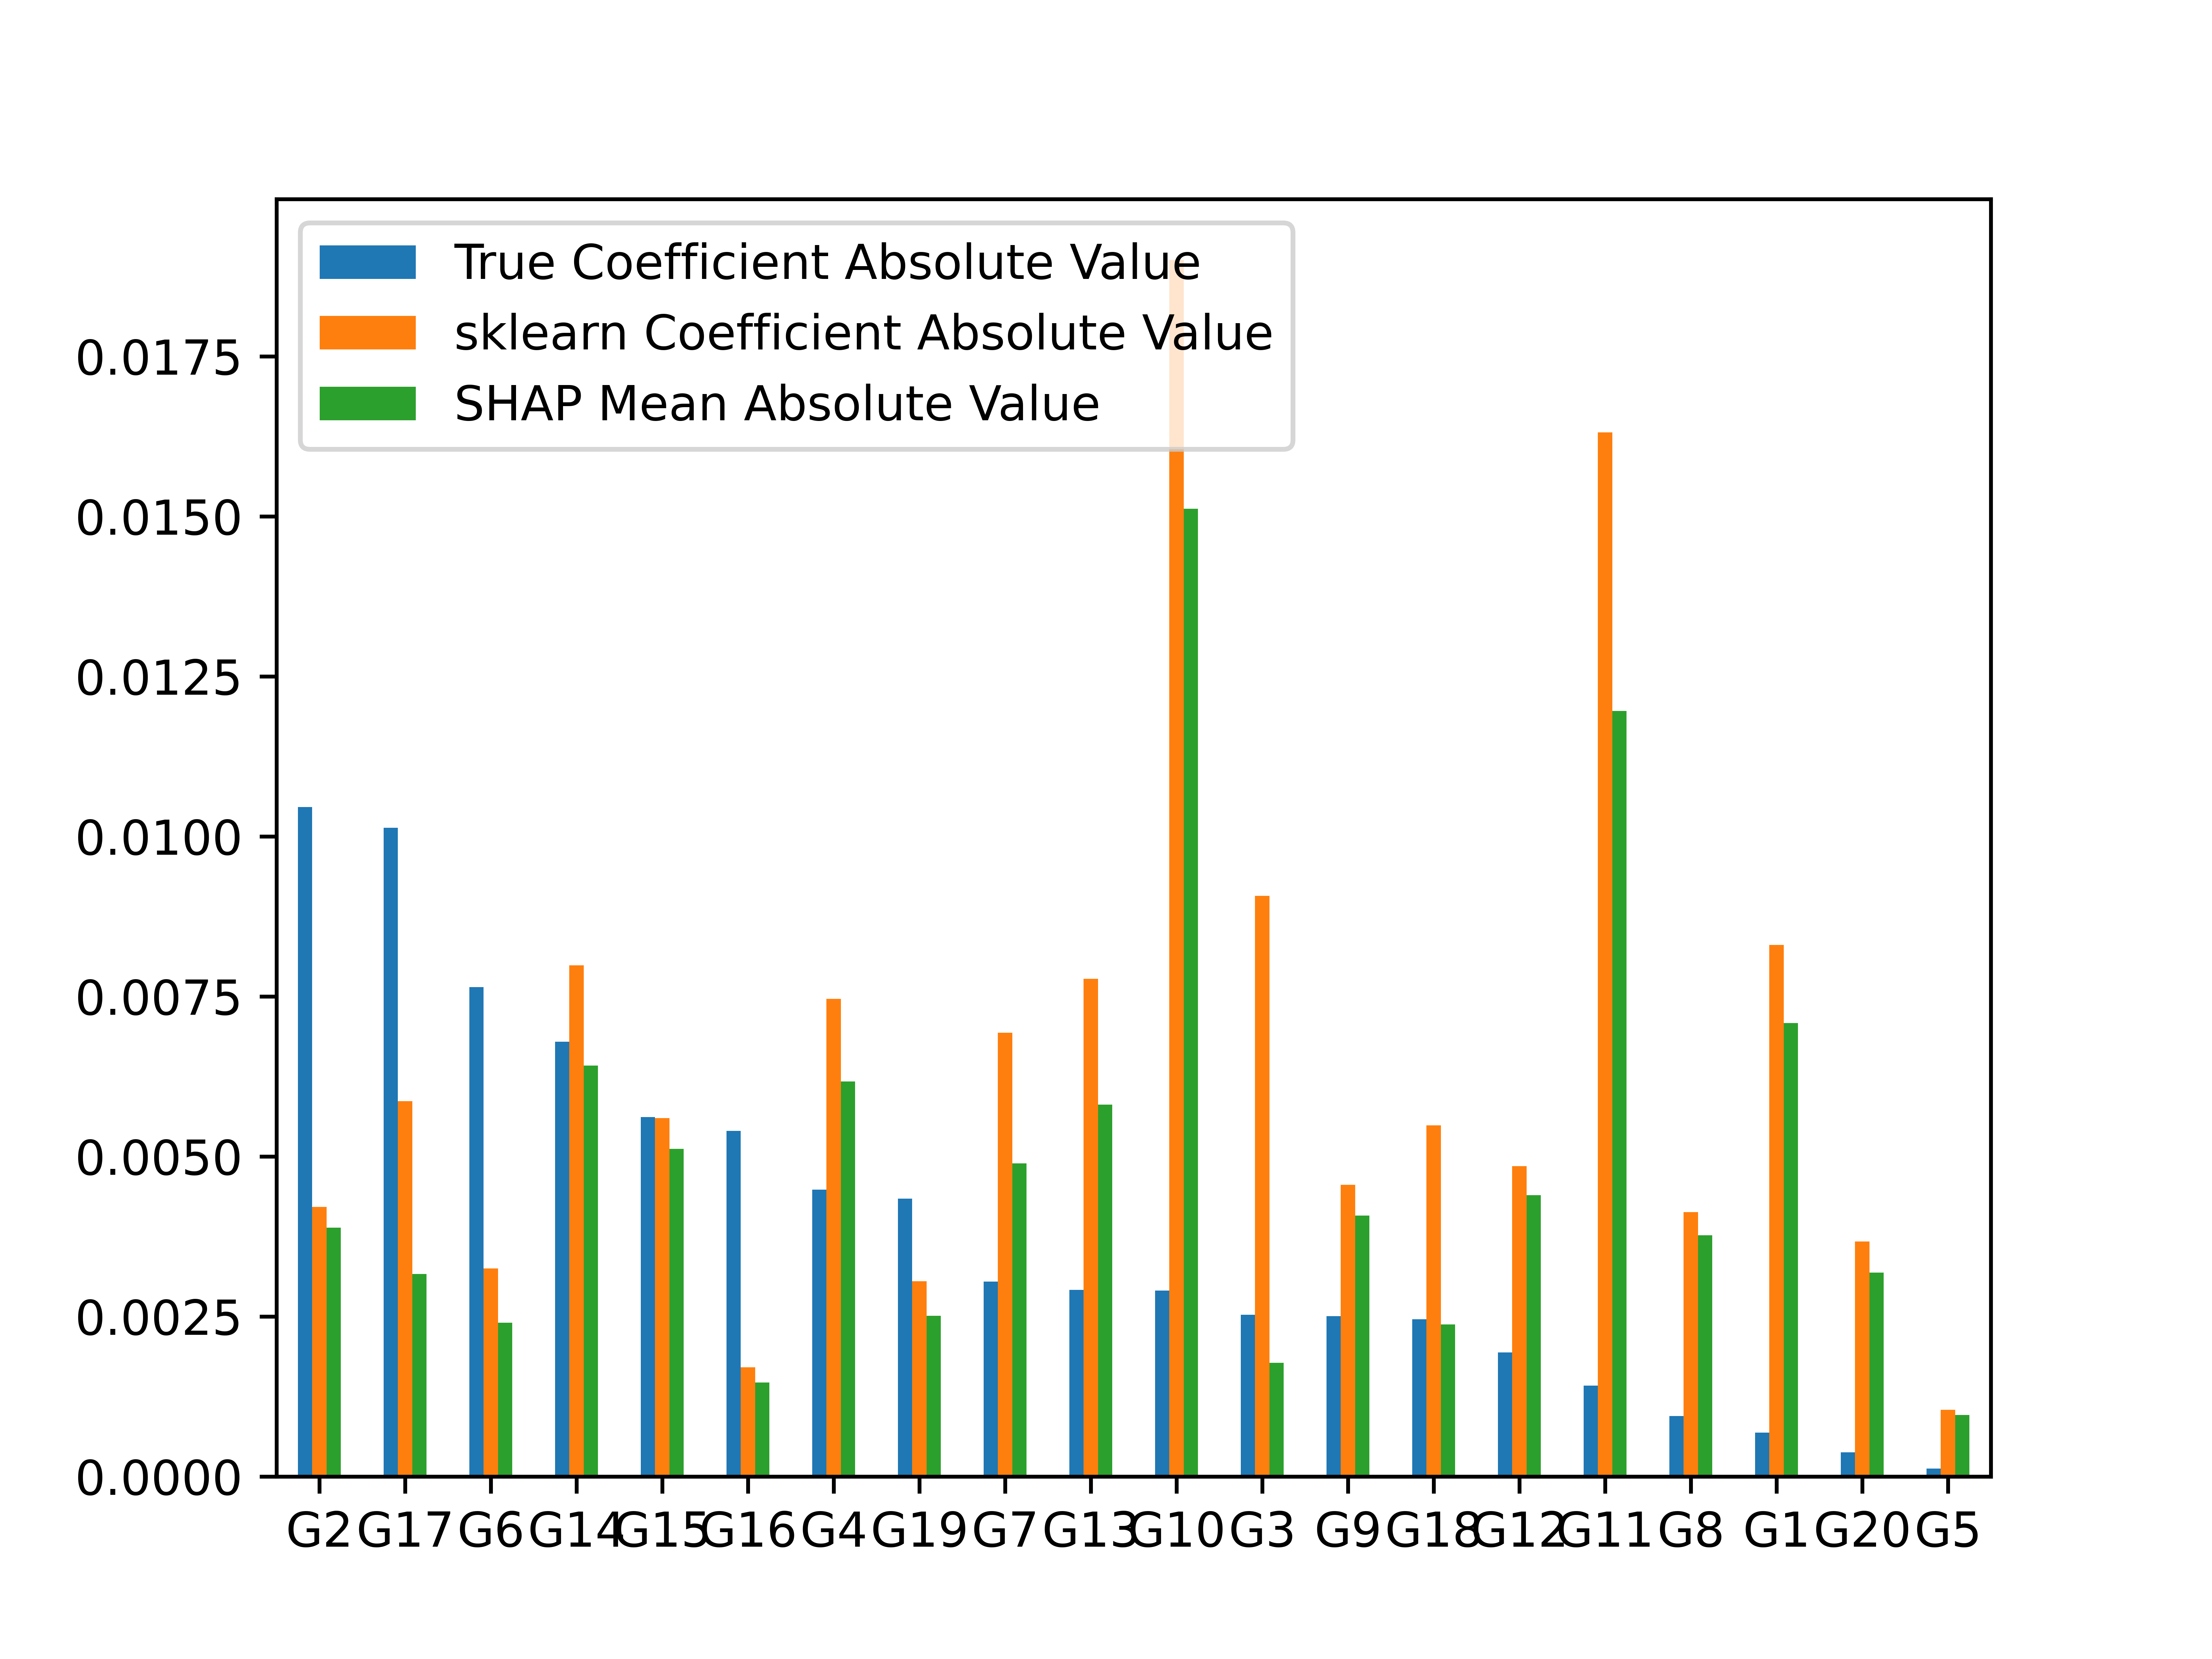 True Coefficient Absolute Value
sklearn Coefficient Absolute Value
SHAP Mean Absolute Value
0.0175
0.0150
0.0125
0.0100
0.0075
0.0050
0.0025
0.0000
G2 G17 G6 G14 G15 G16 G4 G19 G7 G13 G10 G3 G9 G18 G12 G11 G8 G1 G20 G5